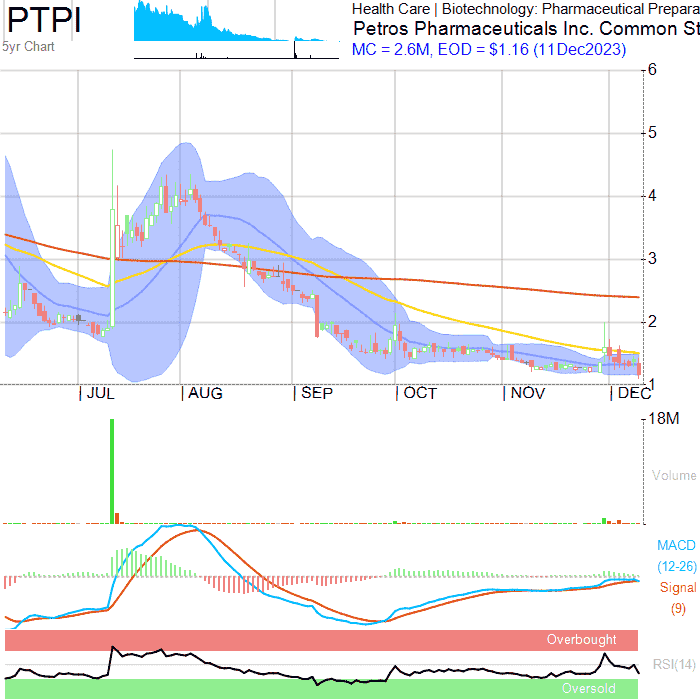 PTPI
5yr Chart
Health Care | Biotechnology: Pharmaceutical Prepara
Petros Pharmaceuticals Inc. Common St
MC = 2.6M, EOD = $1.16 (11Dec2023)
6
5
4
3
2
1
| JUL | AUG | SEP | OCT | NOV | DEC
18M
Volume
MACD
(12-26)
Signal
(9)
Overbought
RSI(14)
Oversold